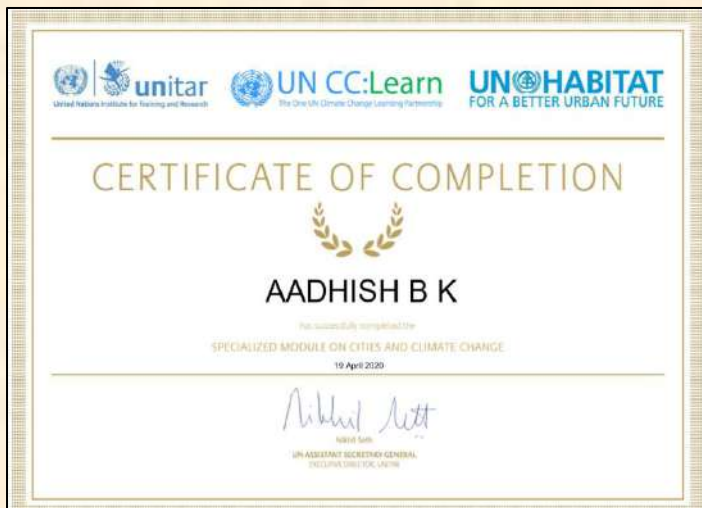 unitar
United Nations Institute for Training and Research
UN CC:Learn
The One UN Climate Change Learning Partnership
UN HABITAT
FOR A BETTER URBAN FUTURE
CERTIFICATE OF COMPLETION
AADHISH B K
has successfully completed the
SPECIALIZED MODULE ON CITIES AND CLIMATE CHANGE
19 April 2020
Nikhil Seth
Nikhil Seth
UN ASSISTANT SECRETARY GENERAL
EXECUTIVE DIRECTOR, UNITAR